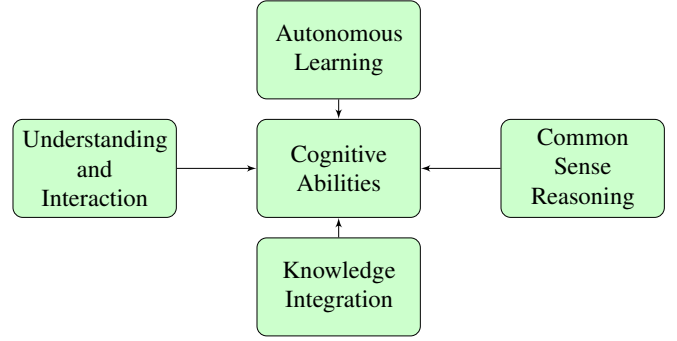 Autonomous
Learning
Understanding
and
Interaction
Cognitive
Abilities
Common
Sense
Reasoning
Knowledge
Integration